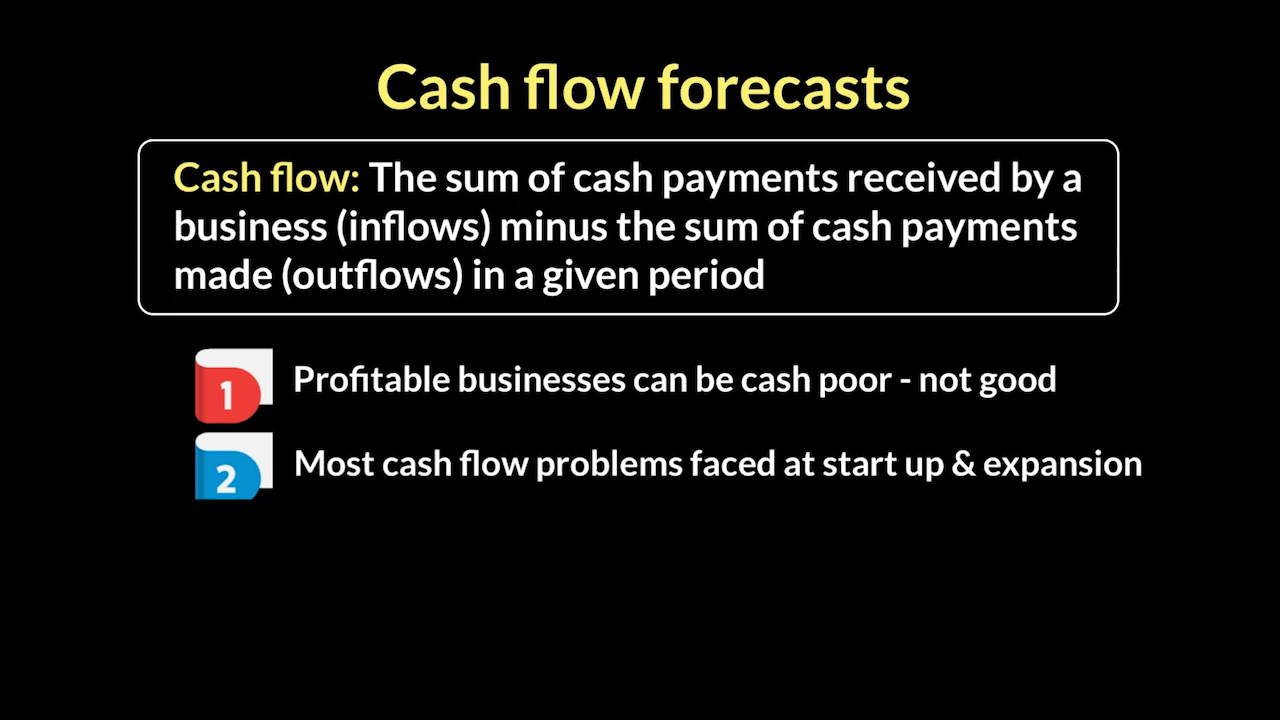 Cash flow forecasts
Cash flow: The sum of cash payments received by a
business (inflows) minus the sum of cash payments
made (outflows) in a given period
1 Profitable businesses can be cash poor - not good
2 Most cash flow problems faced at start up & expansion